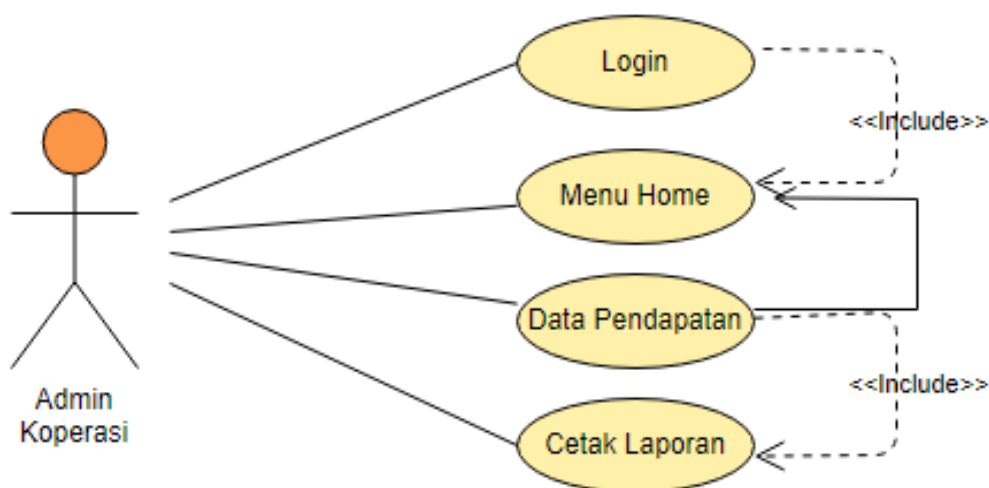 Login
<<Include>>
Menu Home
Data Pendapatan
<<Include>>
Cetak Laporan
Admin
Koperasi